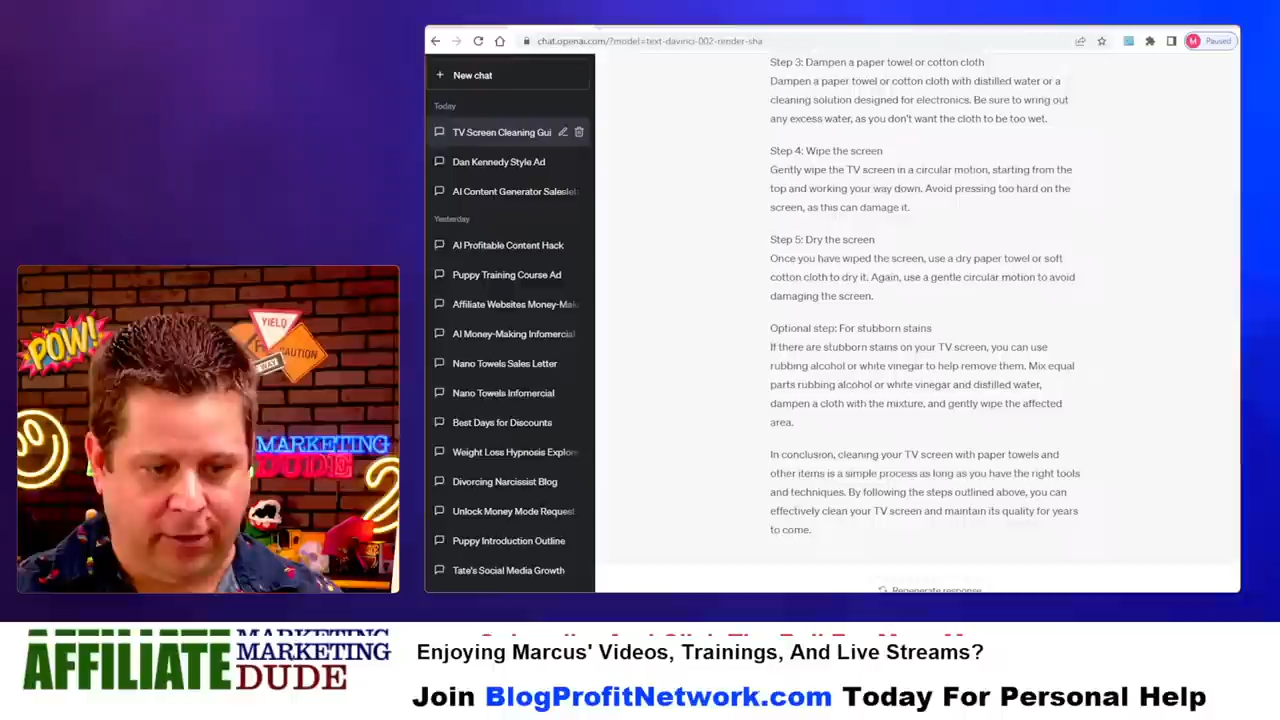 chat.openai.com/?model=text-davinci-002-render-sha
M Paused
+ New chat
Today
TV Screen Cleaning Gui
Dan Kennedy Style Ad
AI Content Generator Saleslet
Yesterday
AI Profitable Content Hack
Puppy Training Course Ad
Affiliate Websites Money-Mak
AI Money-Making Infomercial
Nano Towels Sales Letter
Nano Towels Infomercial
Best Days for Discounts
Weight Loss Hypnosis Explor
Divorcing Narcissist Blog
Unlock Money Mode Request
Puppy Introduction Outline
Tate's Social Media Growth
Step 3: Dampen a paper towel or cotton cloth
Dampen a paper towel or cotton cloth with distilled water or a
cleaning solution designed for electronics. Be sure to wring out
any excess water, as you don't want the cloth to be too wet.
Step 4: Wipe the screen
Gently wipe the TV screen in a circular motion, starting from the
top and working your way down. Avoid pressing too hard on the
screen, as this can damage it.
Step 5: Dry the screen
Once you have wiped the screen, use a dry paper towel or soft
cotton cloth to dry it. Again, use a gentle circular motion to avoid
damaging the screen.
Optional step: For stubborn stains
If there are stubborn stains on your TV screen, you can use
rubbing alcohol or white vinegar to help remove them. Mix equal
parts rubbing alcohol or white vinegar and distilled water,
dampen a cloth with the mixture, and gently wipe the affected
area.
In conclusion, cleaning your TV screen with paper towels and
other items is a simple process as long as you have the right tools
and techniques. By following the steps outlined above, you can
effectively clean your TV screen and maintain its quality for years
to come.
Regenerate response
POW!
YIELD
CAUTION
WAY
MARKETING
DUDE
2
AFFILIATE MARKETING
MARKETING
DUDE
Enjoying Marcus' Videos, Trainings, And Live Streams?
Join BlogProfitNetwork.com Today For Personal Help